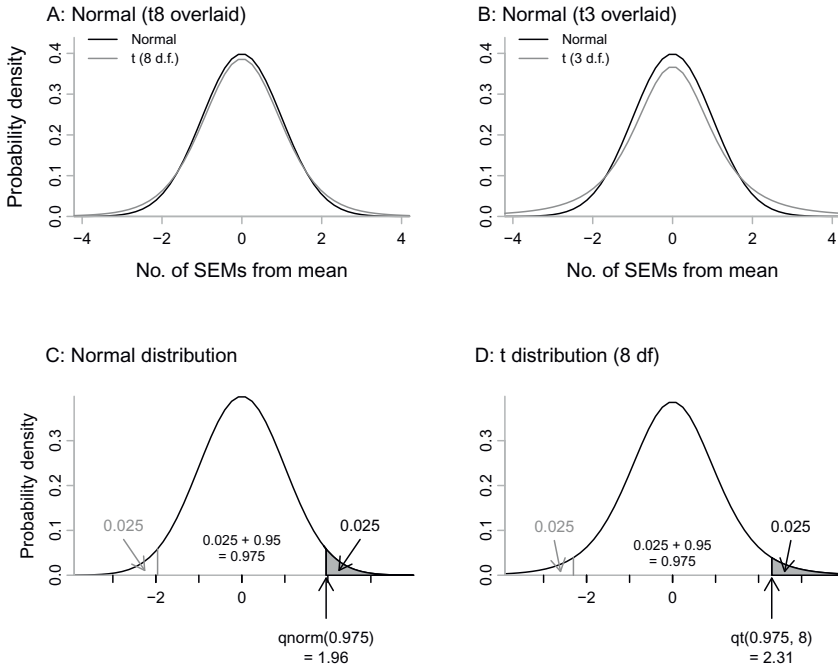 A: Normal (t8 overlaid)
Normal
t (8 d.f.)
Probability density
0.0
0.1
0.2
0.3
0.4
−4
−2
0
2
4
No. of SEMs from mean
B: Normal (t3 overlaid)
Normal
t (3 d.f.)
0.0
0.1
0.2
0.3
0.4
−4
−2
0
2
4
No. of SEMs from mean
C: Normal distribution
Probability density
0.0
0.1
0.2
0.3
0.025
0.025 + 0.95
= 0.975
0.025
−2
0
qnorm(0.975)
= 1.96
D: t distribution (8 df)
0.0
0.1
0.2
0.3
0.025
0.025 + 0.95
= 0.975
0.025
−2
0
qt(0.975, 8)
= 2.31